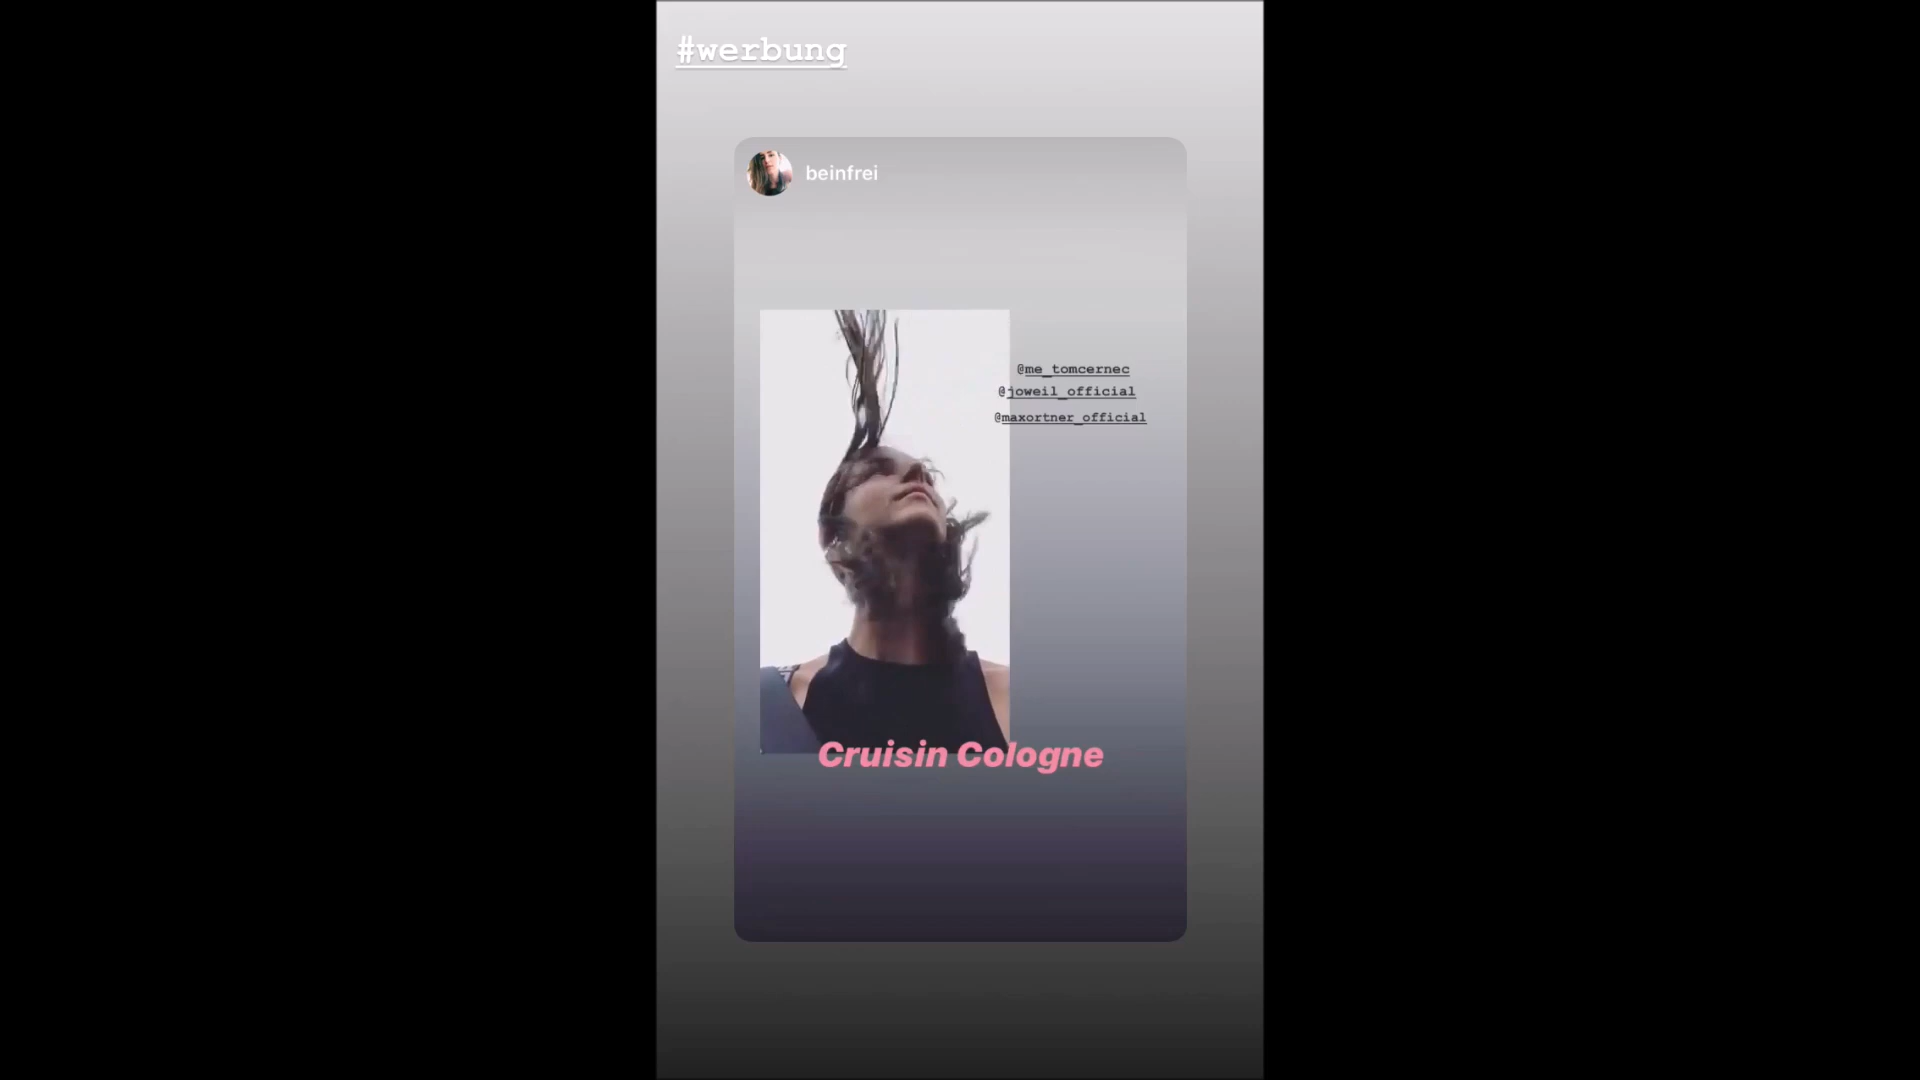 #werbung
beinfrei
@me_tomcernec
@joweil_official
@maxortner_official
Cruisin Cologne